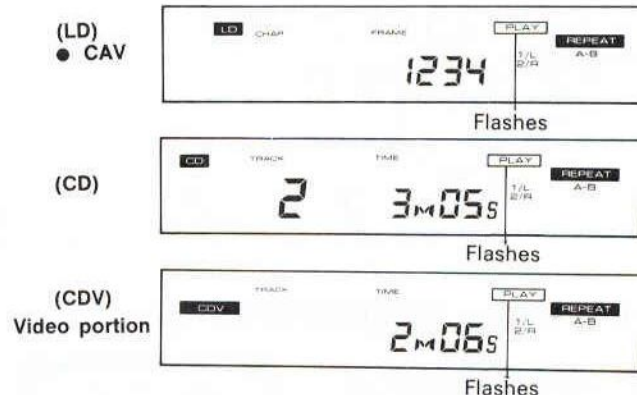 (LD)
● CAV
LD CHAP FRAME PLAY
1234 1/L 2/R REPEAT A-B
Flashes
(CD)
CD TRACK TIME PLAY
2 3M05S 1/L 2/R REPEAT A-B
Flashes
(CDV)
Video portion
CDV TRACK TIME PLAY
2M06S 1/L 2/R REPEAT A-B
Flashes